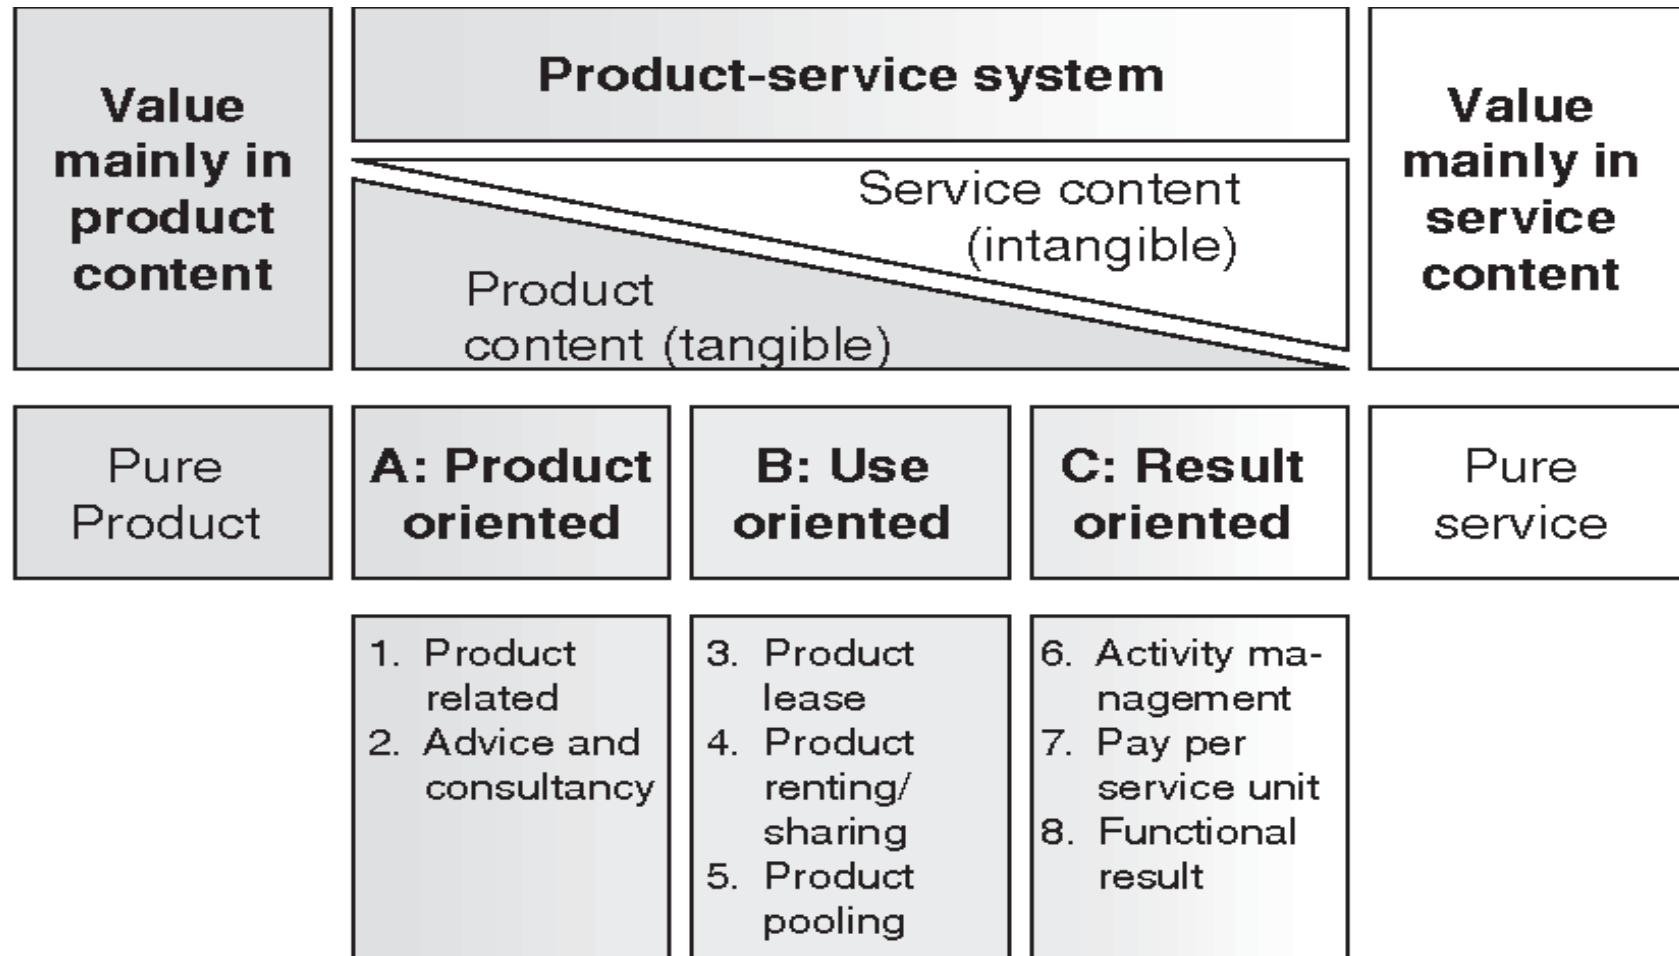 Value
mainly in
product
content
Product-service system
Service content
(intangible)
Product
content (tangible)
Value
mainly in
service
content
Pure
Product
A: Product
oriented
B: Use
oriented
C: Result
oriented
Pure
service
1. Product
related
2. Advice and
consultancy
3. Product
lease
4. Product
renting/
sharing
5. Product
pooling
6. Activity ma-
nagement
7. Pay per
service unit
8. Functional
result